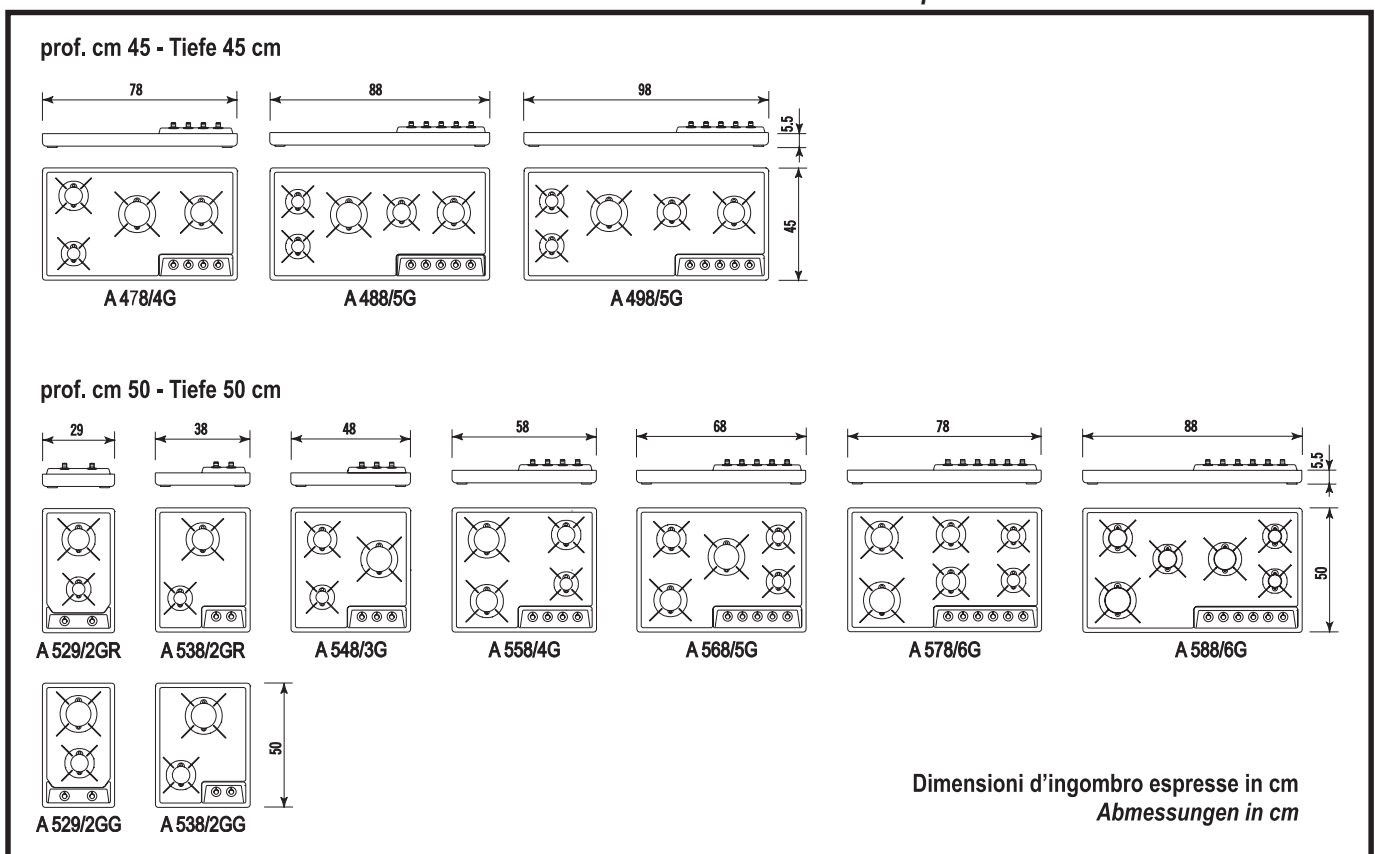 prof. cm 45 - Tiefe 45 cm
78 88 98
5.5
45
A 478/4G A 488/5G A 498/5G
prof. cm 50 - Tiefe 50 cm
29 38 48 58 68 78 88
5.5
50
A 529/2GR A 538/2GR A 548/3G A 558/4G A 568/5G A 578/6G A 588/6G
50
A 529/2GG A 538/2GG
Dimensioni d’ingombro espresse in cm
Abmessungen in cm